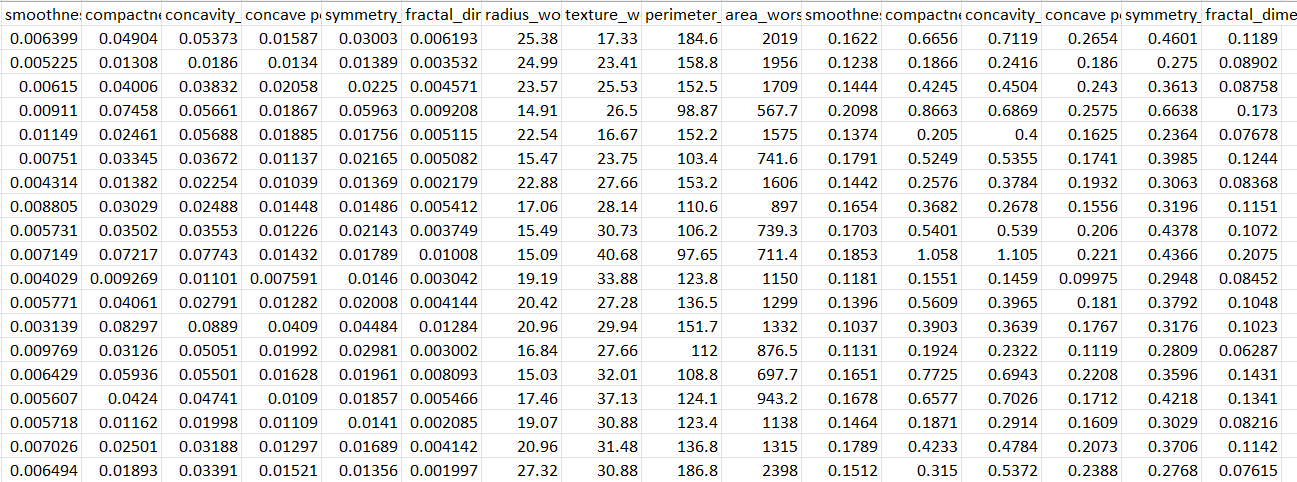 smoothnes compactne concavity_ concave po symmetry_ fractal_din radius_wo texture_w perimeter_ area_wors smoothnes compactne concavity_ concave po symmetry_ fractal_dime
0.006399 0.04904 0.05373 0.01587 0.03003 0.006193 25.38 17.33 184.6 2019 0.1622 0.6656 0.7119 0.2654 0.4601 0.1189
0.005225 0.01308 0.0186 0.0134 0.01389 0.003532 24.99 23.41 158.8 1956 0.1238 0.1866 0.2416 0.186 0.275 0.08902
0.00615 0.04006 0.03832 0.02058 0.0225 0.004571 23.57 25.53 152.5 1709 0.1444 0.4245 0.4504 0.243 0.3613 0.08758
0.00911 0.07458 0.05661 0.01867 0.05963 0.009208 14.91 26.5 98.87 567.7 0.2098 0.8663 0.6869 0.2575 0.6638 0.173
0.01149 0.02461 0.05688 0.01885 0.01756 0.005115 22.54 16.67 152.2 1575 0.1374 0.205 0.4 0.1625 0.2364 0.07678
0.00751 0.03345 0.03672 0.01137 0.02165 0.005082 15.47 23.75 103.4 741.6 0.1791 0.5249 0.5355 0.1741 0.3985 0.1244
0.004314 0.01382 0.02254 0.01039 0.01369 0.002179 22.88 27.66 153.2 1606 0.1442 0.2576 0.3784 0.1932 0.3063 0.08368
0.008805 0.03029 0.02488 0.01448 0.01486 0.005412 17.06 28.14 110.6 897 0.1654 0.3682 0.2678 0.1556 0.3196 0.1151
0.005731 0.03502 0.03553 0.01226 0.02143 0.003749 15.49 30.73 106.2 739.3 0.1703 0.5401 0.539 0.206 0.4378 0.1072
0.007149 0.07217 0.07743 0.01432 0.01789 0.01008 15.09 40.68 97.65 711.4 0.1853 1.058 1.105 0.221 0.4366 0.2075
0.004029 0.009269 0.01101 0.007591 0.0146 0.003042 19.19 33.88 123.8 1150 0.1181 0.1551 0.1459 0.09975 0.2948 0.08452
0.005771 0.04061 0.02791 0.01282 0.02008 0.004144 20.42 27.28 136.5 1299 0.1396 0.5609 0.3965 0.181 0.3792 0.1048
0.003139 0.08297 0.0889 0.0409 0.04484 0.01284 20.96 29.94 151.7 1332 0.1037 0.3903 0.3639 0.1767 0.3176 0.1023
0.009769 0.03126 0.05051 0.01992 0.02981 0.003002 16.84 27.66 112 876.5 0.1131 0.1924 0.2322 0.1119 0.2809 0.06287
0.006429 0.05936 0.05501 0.01628 0.01961 0.008093 15.03 32.01 108.8 697.7 0.1651 0.7725 0.6943 0.2208 0.3596 0.1431
0.005607 0.0424 0.04741 0.0109 0.01857 0.005466 17.46 37.13 124.1 943.2 0.1678 0.6577 0.7026 0.1712 0.4218 0.1341
0.005718 0.01162 0.01998 0.01109 0.0141 0.002085 19.07 30.88 123.4 1138 0.1464 0.1871 0.2914 0.1609 0.3029 0.08216
0.007026 0.02501 0.03188 0.01297 0.01689 0.004142 20.96 31.48 136.8 1315 0.1789 0.4233 0.4784 0.2073 0.3706 0.1142
0.006494 0.01893 0.03391 0.01521 0.01356 0.001997 27.32 30.88 186.8 2398 0.1512 0.315 0.5372 0.2388 0.2768 0.07615